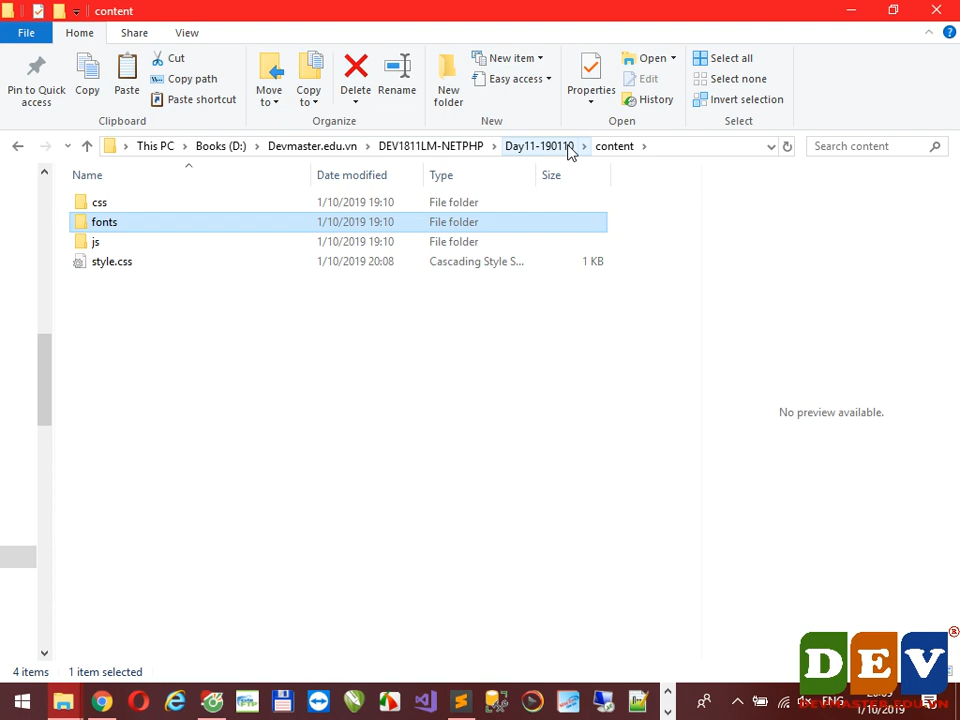 content
File Home Share View
Pin to Quick access
Copy
Paste
Cut
Copy path
Paste shortcut
Clipboard
Move to
Copy to
Delete
Rename
Organize
New folder
New item
Easy access
New
Properties
Open
Edit
History
Open
Select all
Select none
Invert selection
Select
This PC > Books (D:) > Devmaster.edu.vn > DEV1811LM-NETPHP > Day11-190110 > content >
Search content
Name Date modified Type Size
css 1/10/2019 19:10 File folder
fonts 1/10/2019 19:10 File folder
js 1/10/2019 19:10 File folder
style.css 1/10/2019 20:08 Cascading Style S... 1 KB
No preview available.
4 items 1 item selected
DEV ®
DEVMASTER.EDU.VN
ENG
1/10/2019